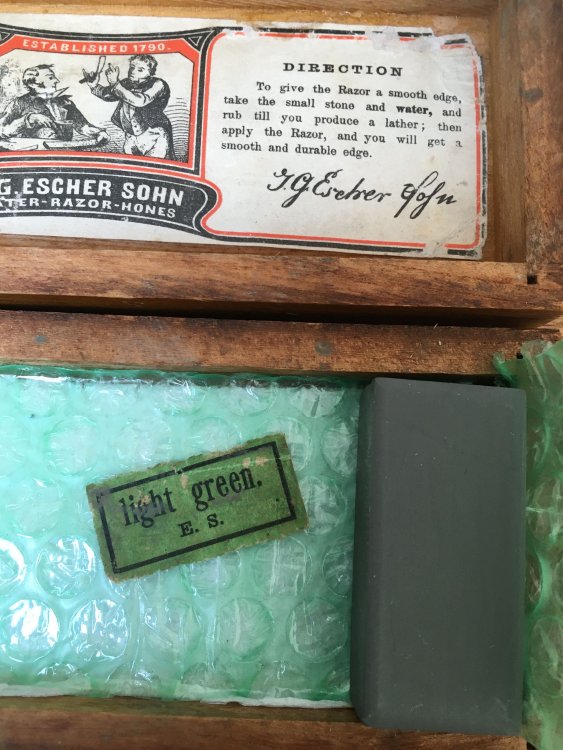 ESTABLISHED 1790.
G. ESCHER SOHN
TER-RAZOR-HONES
DIRECTION
To give the Razor a smooth edge,
take the small stone and water, and
rub till you produce a lather; then
apply the Razor, and you will get a
smooth and durable edge.
J.G Escher Sohn
light green.
E. S.